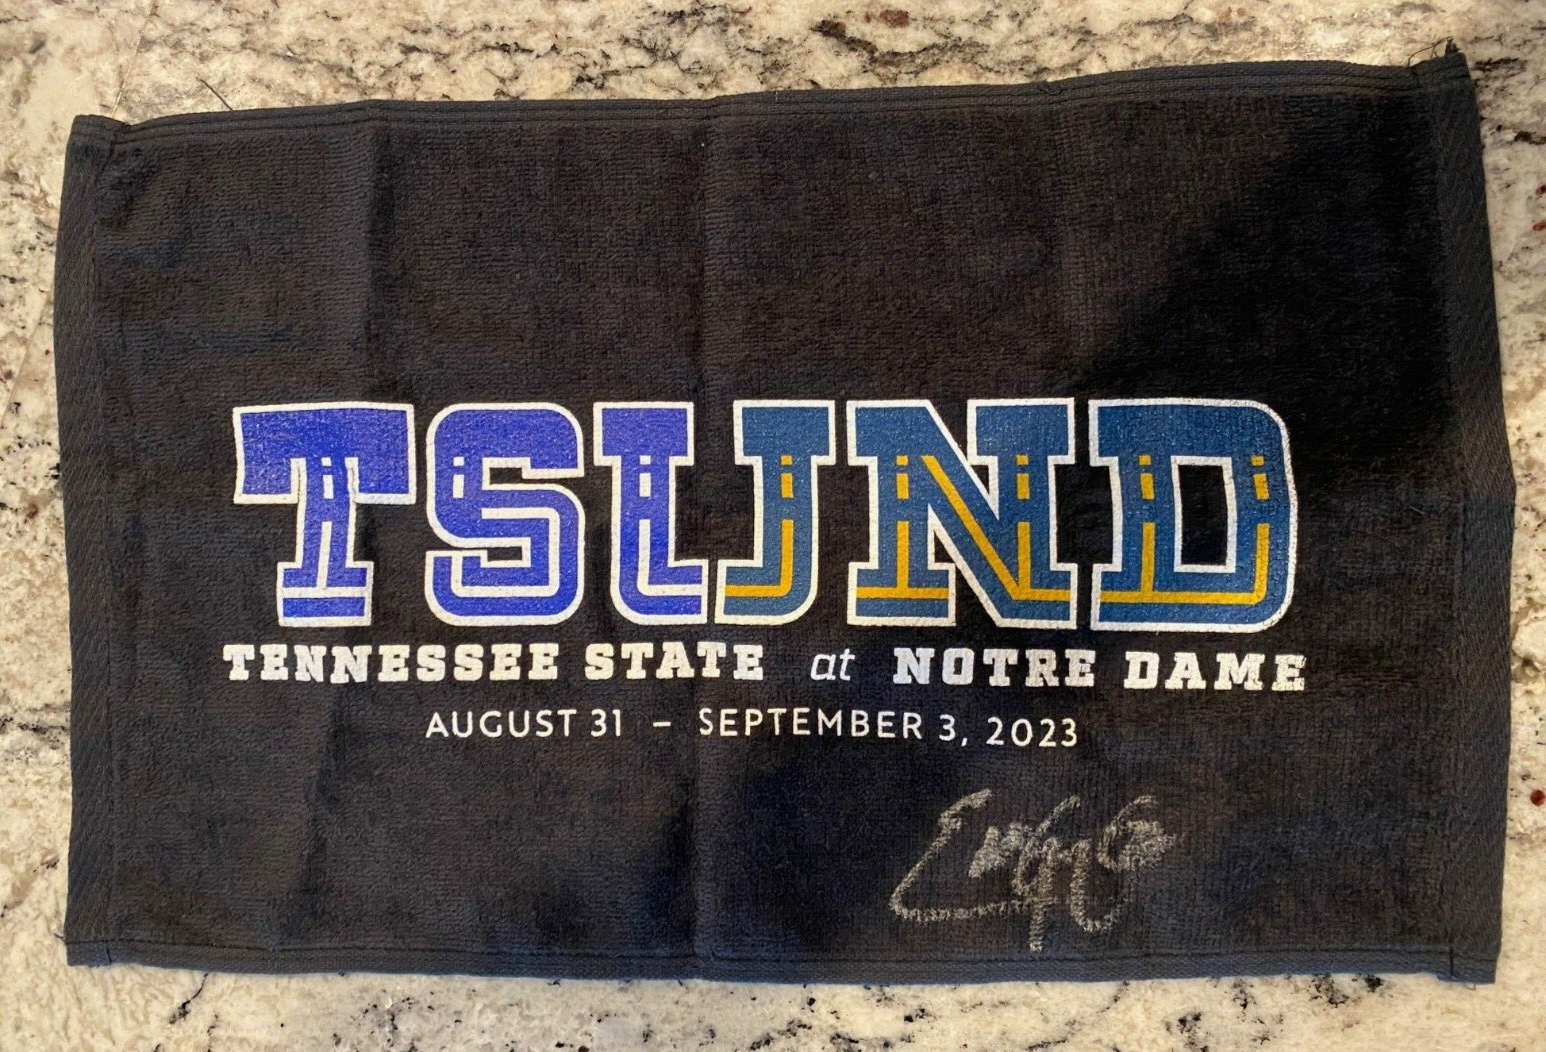 TSUND
TENNESSEE STATE at NOTRE DAME
AUGUST 31 – SEPTEMBER 3, 2023